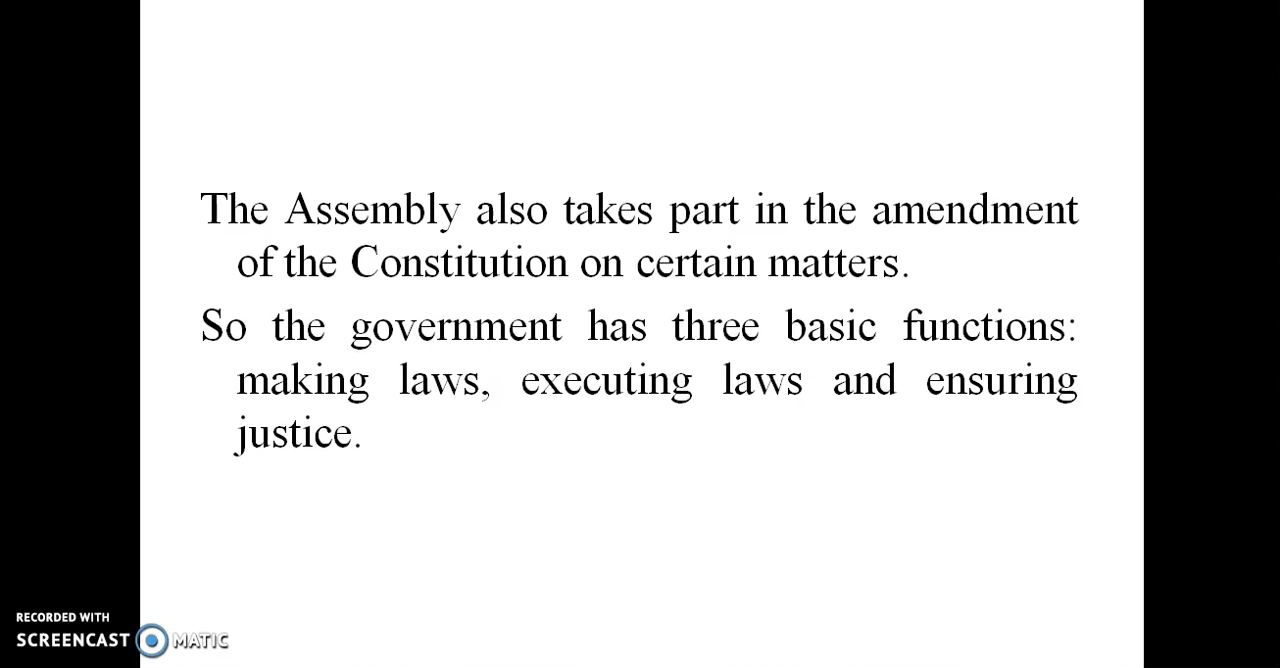 The Assembly also takes part in the amendment
of the Constitution on certain matters.
So the government has three basic functions:
making laws, executing laws and ensuring
justice.
RECORDED WITH
SCREENCAST MATIC